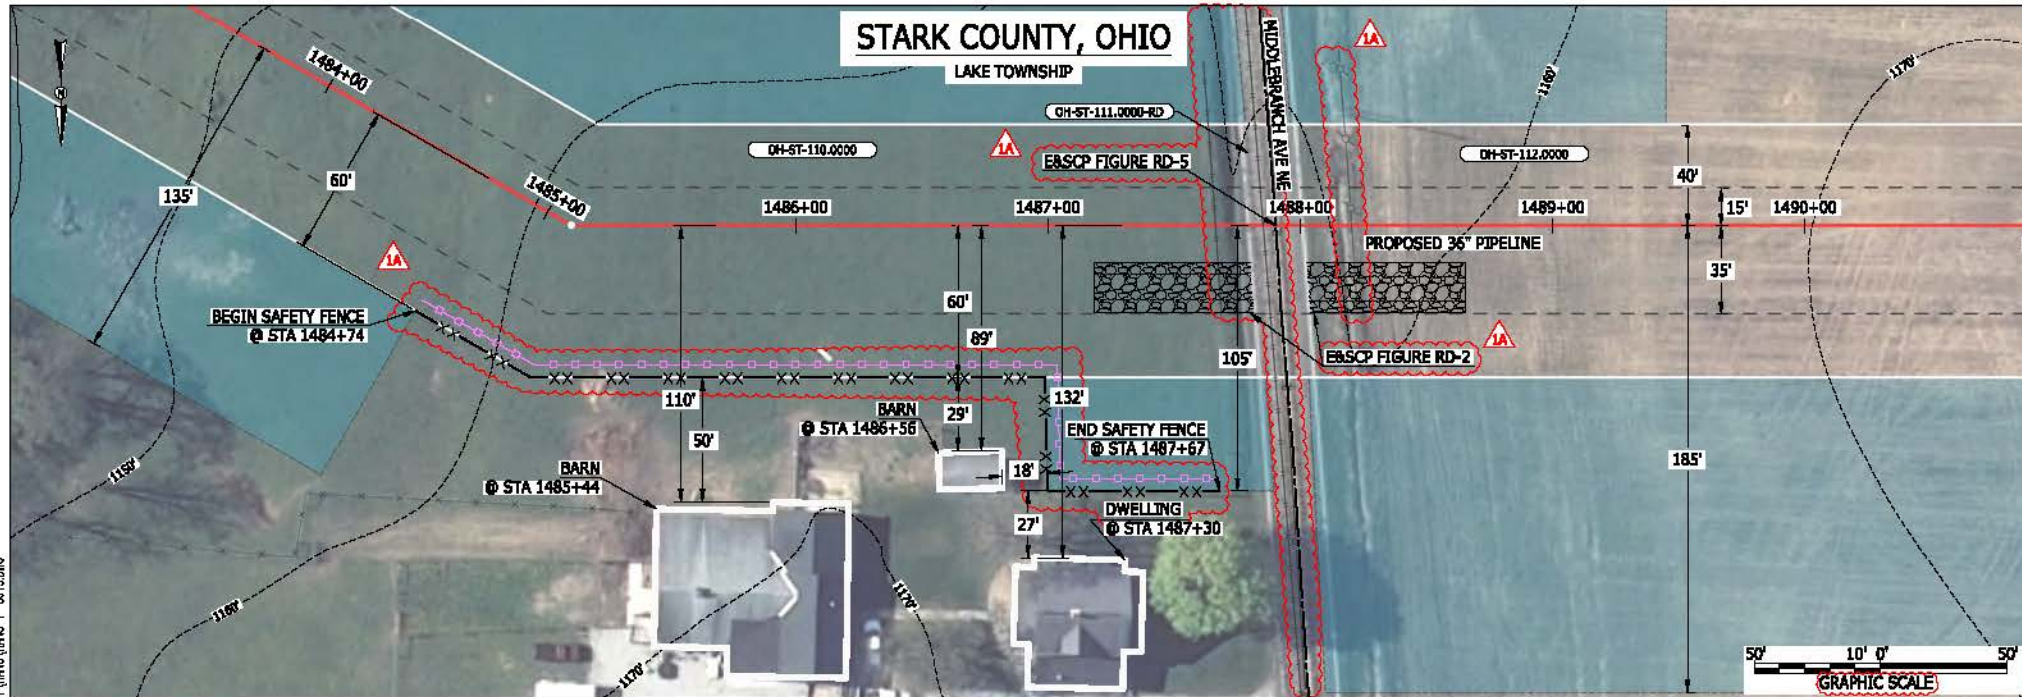 STARK COUNTY, OHIO
LAKE TOWNSHIP
1484+00
135'
60'
1485+00
OH-ST-110.0000
1A
OH-ST-111.0000-RD
E&SCP FIGURE RD-5
MIDDLEBRANCH AVE NE
1A
1160'
1170'
OH-ST-112.0000
40'
15'
1486+00
1487+00
1488+00
1489+00
1490+00
PROPOSED 36" PIPELINE
35'
1A
BEGIN SAFETY FENCE
@ STA 1484+74
60'
89'
105'
E&SCP FIGURE RD-2
1A
110'
50'
BARN
@ STA 1486+56
29'
132'
END SAFETY FENCE
@ STA 1487+67
18'
185'
BARN
@ STA 1485+44
27'
DWELLING
@ STA 1487+30
1160'
1170'
1170'
50' 10' 0' 50'
GRAPHIC SCALE